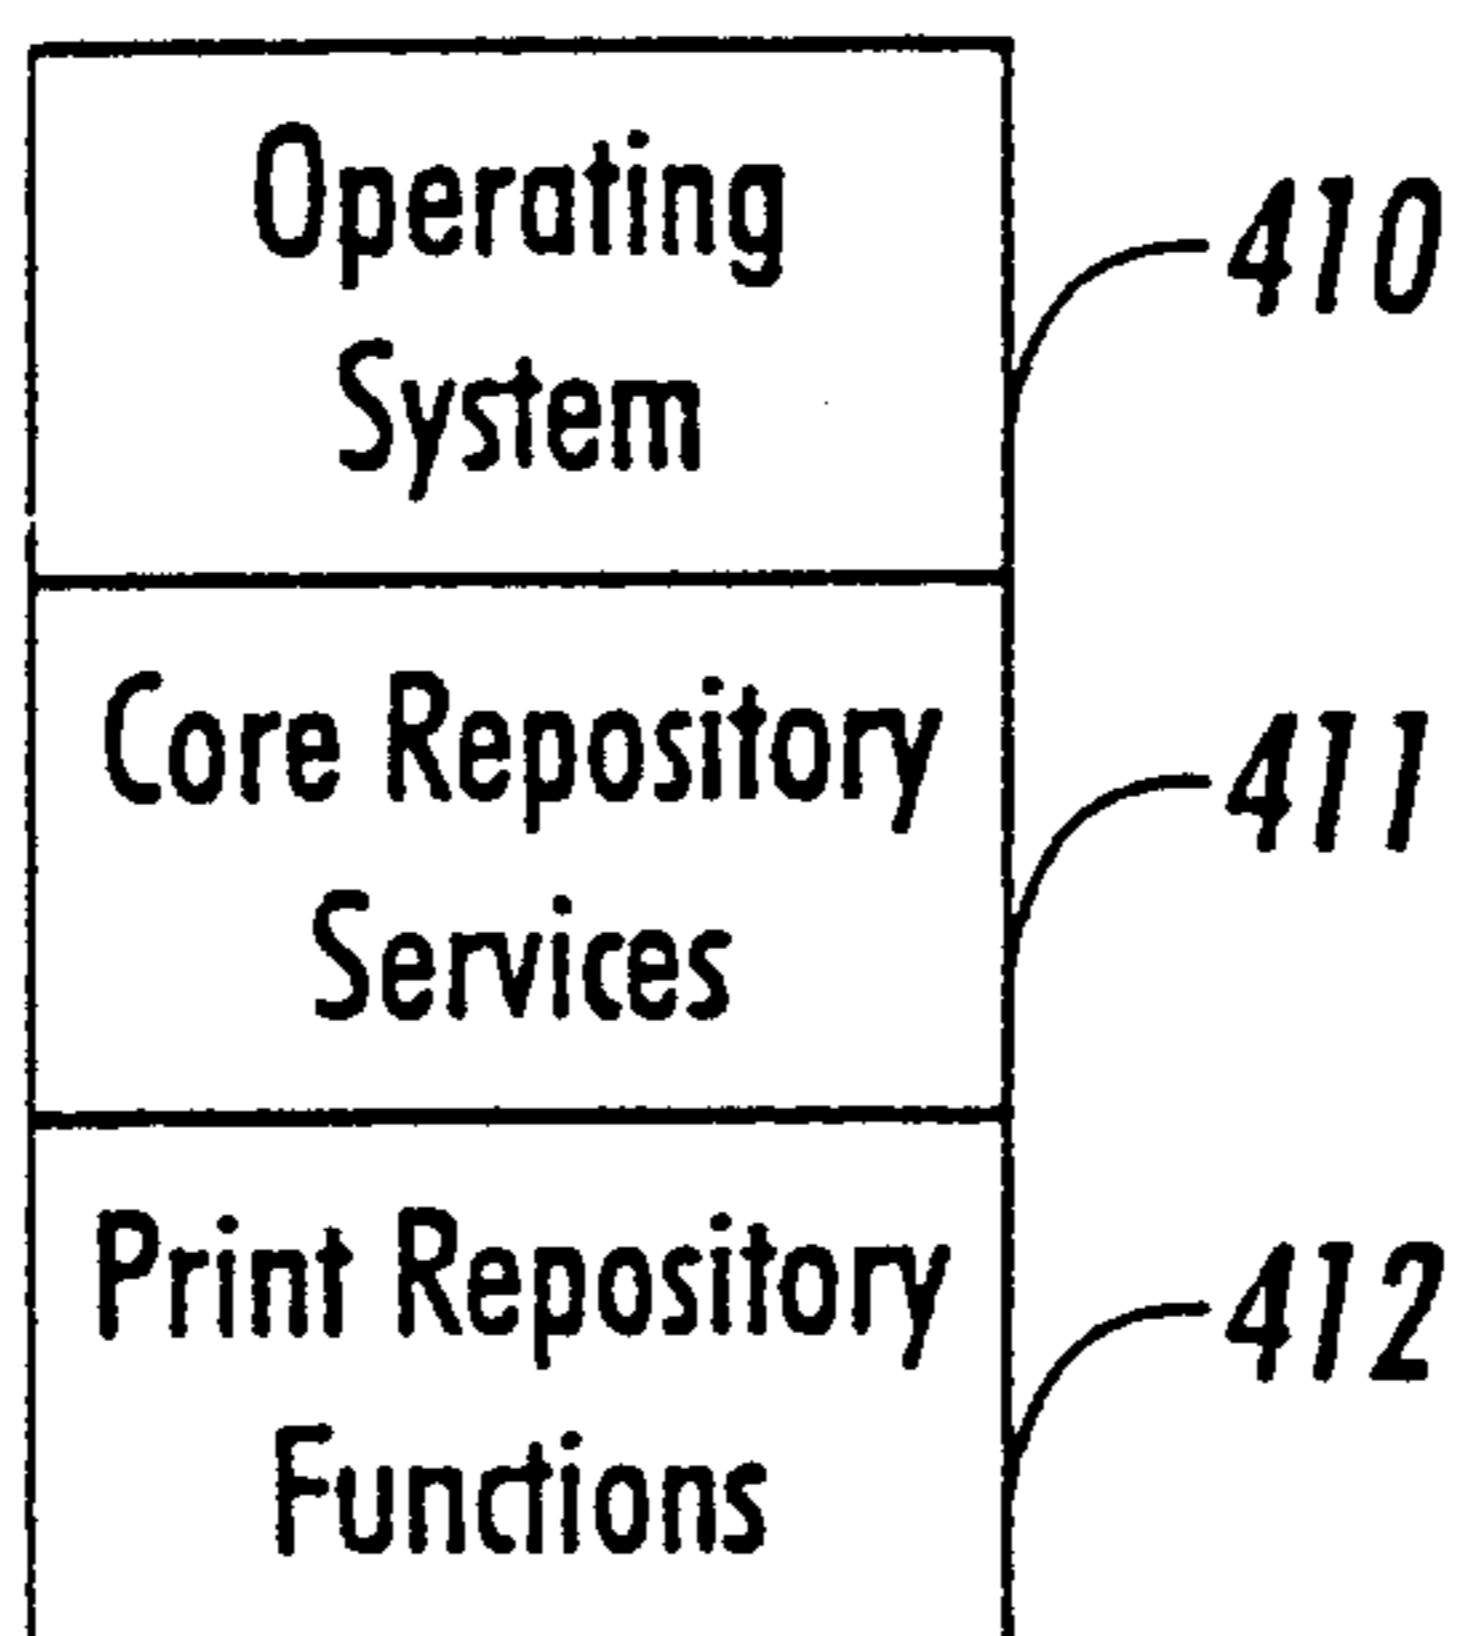 Operating
System
410
Core Repository
Services
411
Print Repository
Functions
412